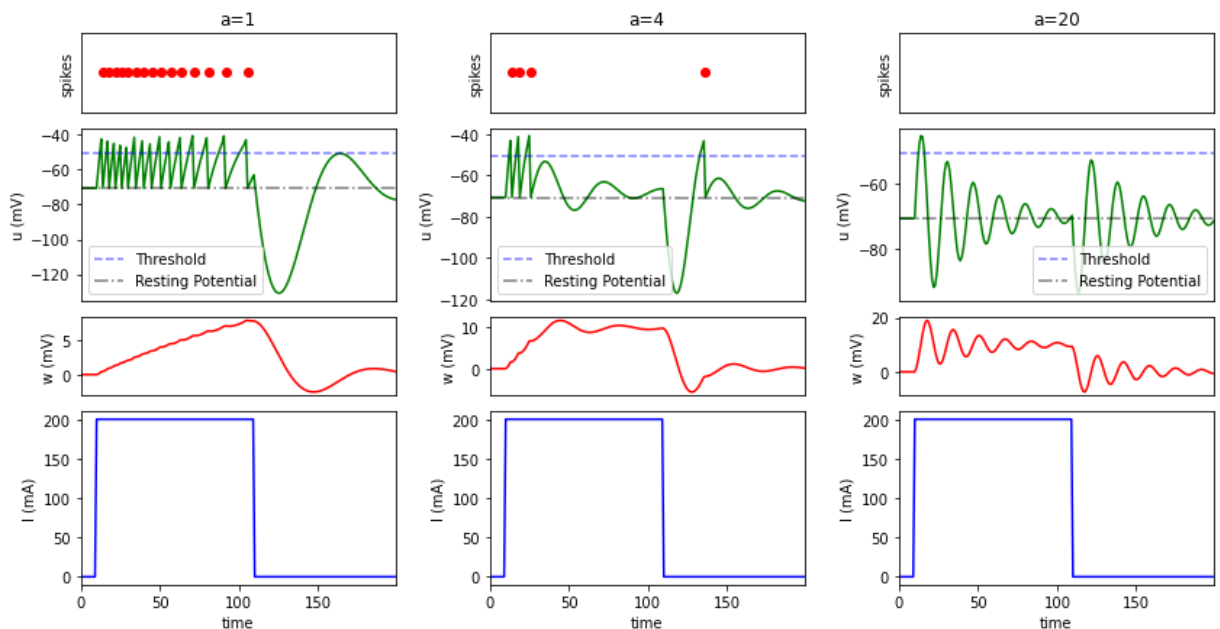 a=1 a=4 a=20
spikes spikes spikes
−40 −40
−60 −60 −60
−80 −80 −80
−100 −100
−120 −120
u (mV) u (mV) u (mV)
Threshold Threshold Threshold
Resting Potential Resting Potential Resting Potential
5 10 20
0 0 0
w (mV) w (mV) w (mV)
200 200 200
150 150 150
100 100 100
50 50 50
0 0 0
I (mA) I (mA) I (mA)
0 50 100 150 0 50 100 150 0 50 100 150
time time time